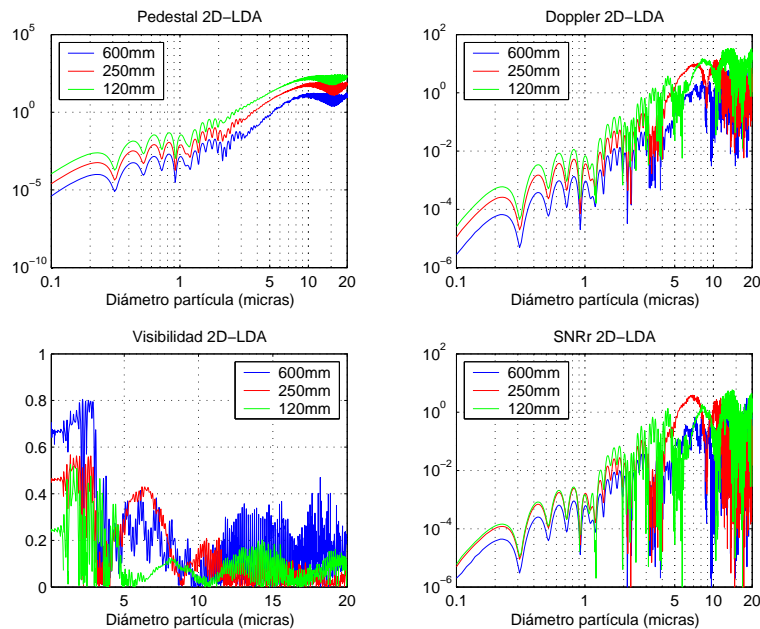 Pedestal 2D−LDA
10^5
10^0
10^−5
10^−10
600mm
250mm
120mm
0.1
1
10
20
Diámetro partícula (micras)
Doppler 2D−LDA
10^2
10^0
10^−2
10^−4
10^−6
600mm
250mm
120mm
0.1
1
5
10
20
Diámetro partícula (micras)
Visibilidad 2D−LDA
1
0.8
0.6
0.4
0.2
0
600mm
250mm
120mm
5
10
15
20
Diámetro partícula (micras)
SNRr 2D−LDA
10^2
10^0
10^−2
10^−4
10^−6
600mm
250mm
120mm
0.1
1
5
10
20
Diámetro partícula (micras)